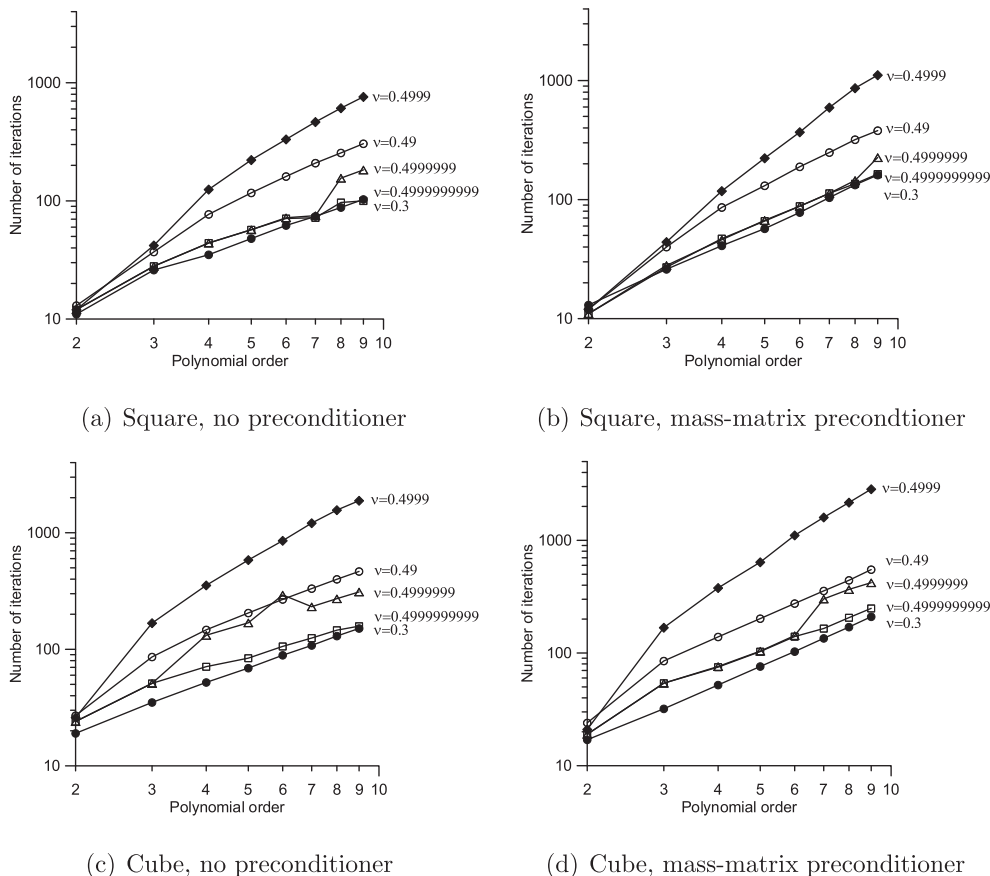 Number of iterations
1000
100
10
2 3 4 5 6 7 8 9 10
Polynomial order
ν=0.4999
ν=0.49
ν=0.4999999
ν=0.4999999999
ν=0.3
(a) Square, no preconditioner
Number of iterations
1000
100
10
2 3 4 5 6 7 8 9 10
Polynomial order
ν=0.4999
ν=0.49
ν=0.4999999
ν=0.4999999999
ν=0.3
(b) Square, mass-matrix precondtioner
Number of iterations
1000
100
10
2 3 4 5 6 7 8 9 10
Polynomial order
ν=0.4999
ν=0.49
ν=0.4999999
ν=0.4999999999
ν=0.3
(c) Cube, no preconditioner
Number of iterations
1000
100
10
2 3 4 5 6 7 8 9 10
Polynomial order
ν=0.4999
ν=0.49
ν=0.4999999
ν=0.4999999999
ν=0.3
(d) Cube, mass-matrix preconditioner